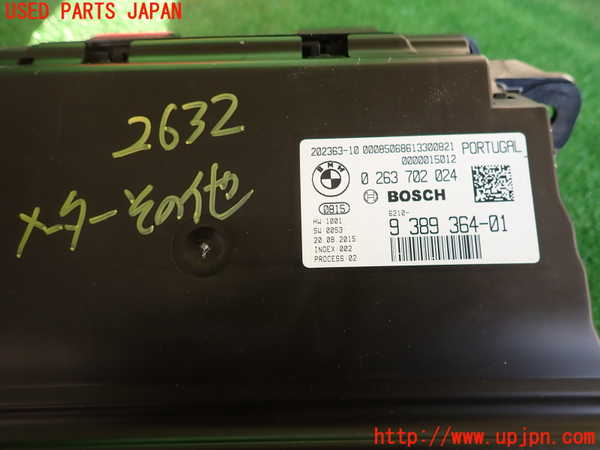 USED PARTS JAPAN
2632
メーターその他
202363-10 00085068613300821 PORTUGAL
0000015012
BMW
0 263 702 024
0815
BOSCH
HW 1001
6210-
SW 0053
9 389 364-01
20 08 2015
INDEX:002
PROCESS:02
http://www.upjpn.com/